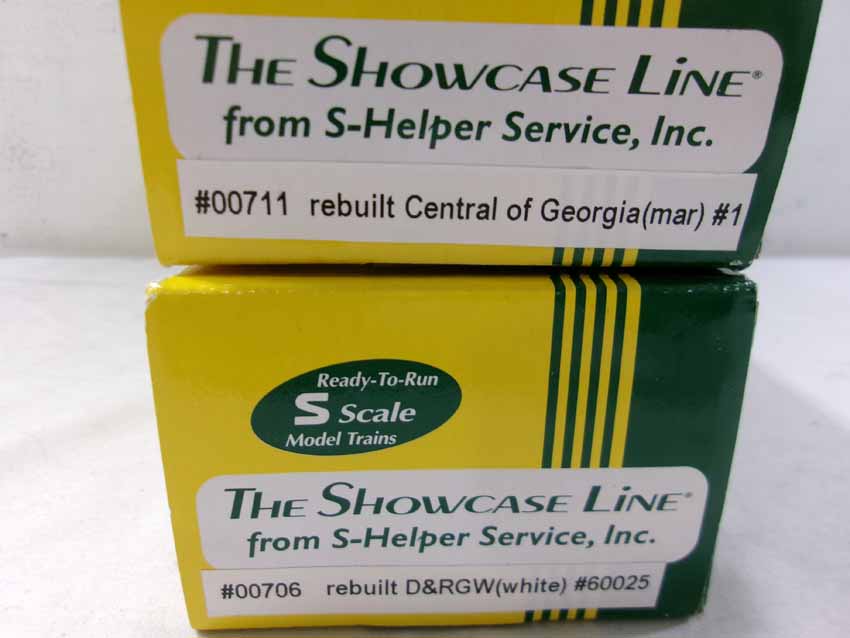 THE SHOWCASE LINE®
from S-Helper Service, Inc.
#00711 rebuilt Central of Georgia(mar) #1
Ready-To-Run
S Scale
Model Trains
THE SHOWCASE LINE®
from S-Helper Service, Inc.
#00706 rebuilt D&RGW(white) #60025